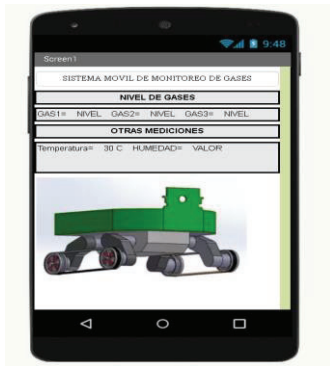 9:48
Screen1
SISTEMA MOVIL DE MONITOREO DE GASES
NIVEL DE GASES
GAS1= NIVEL GAS2= NIVEL GAS3= NIVEL
OTRAS MEDICIONES
Temperatura= 30 C HUMEDAD= VALOR